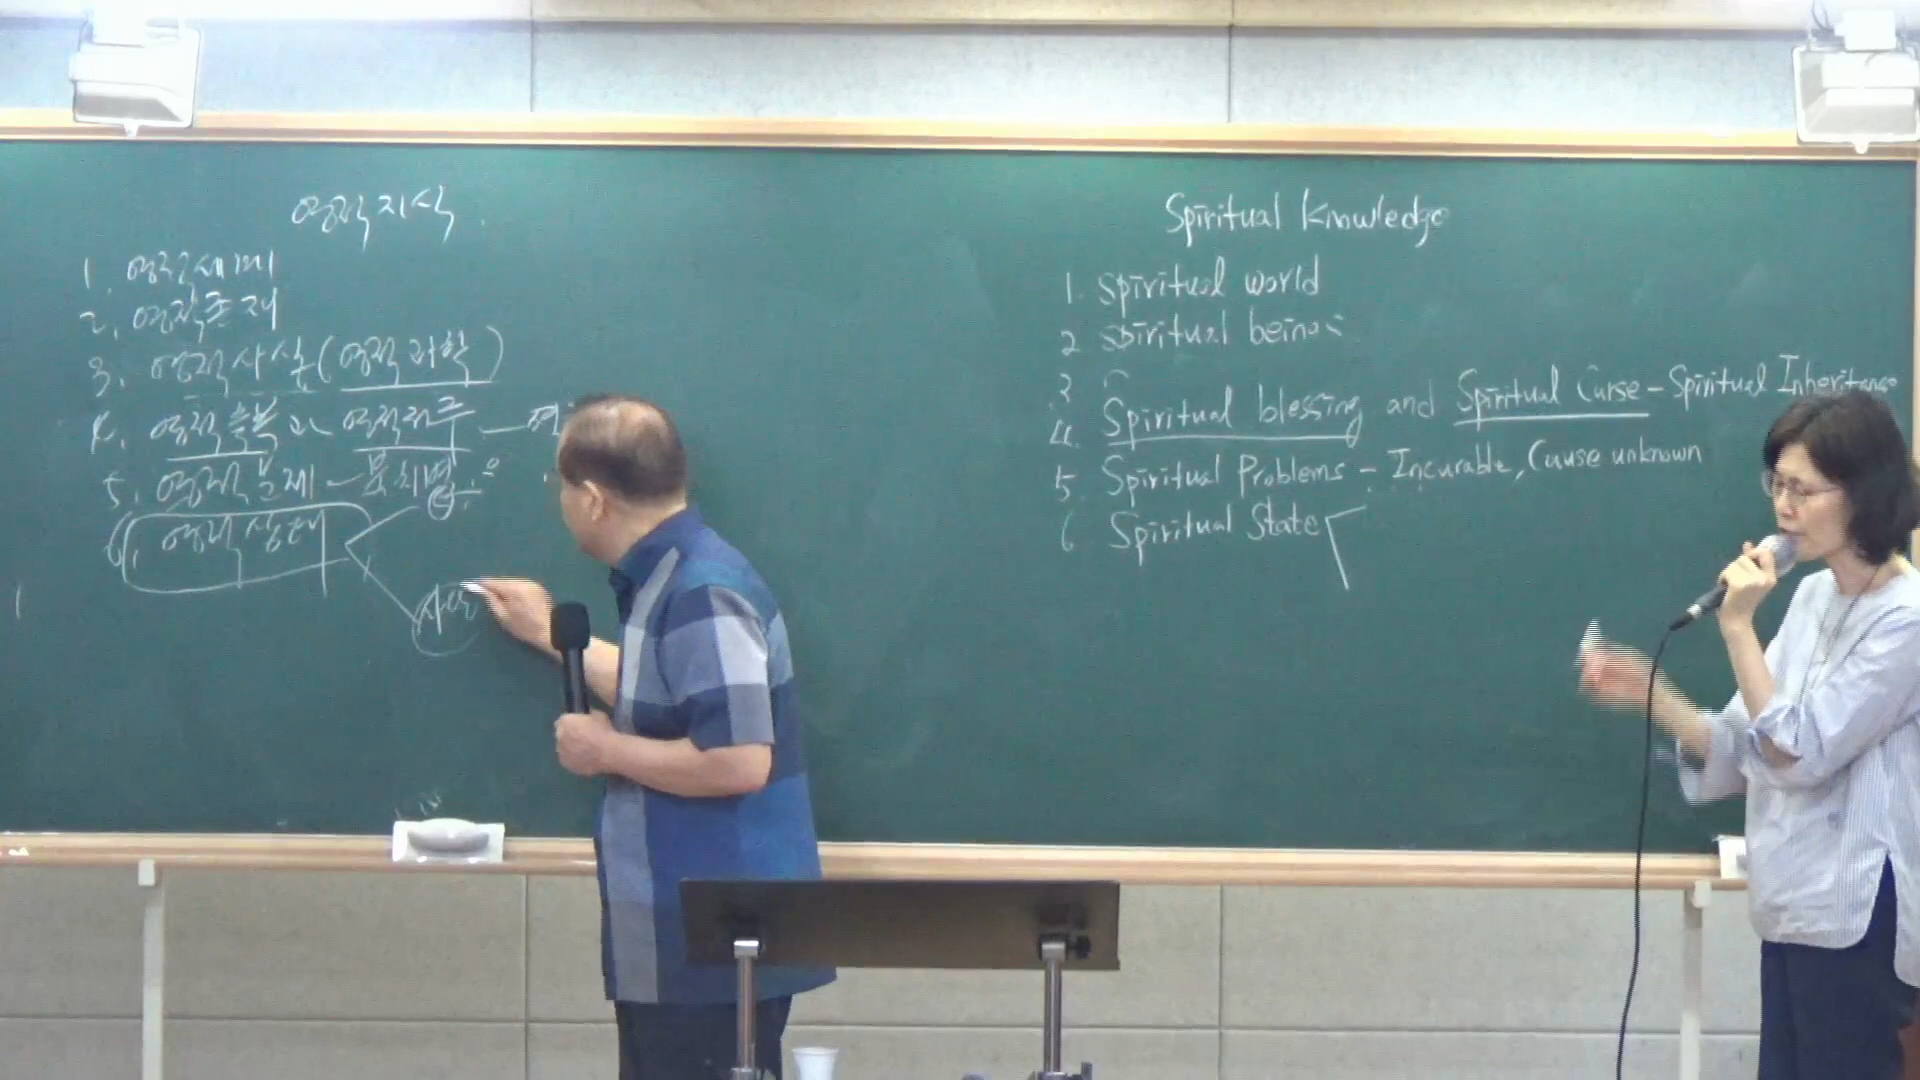 영적지식
1. 영적세계
2. 영적존재
3. 영적사실(영적과학)
4. 영적축복과 영적저주 —
5. 영적문제 - 불치병
6. 영적상태
Spiritual Knowledge
1. Spiritual world
2 Spiritual beings
3
4. Spiritual blessing and Spiritual Curse - Spiritual Inheritance
5. Spiritual Problems - Incurable, Cause unknown
6 Spiritual State